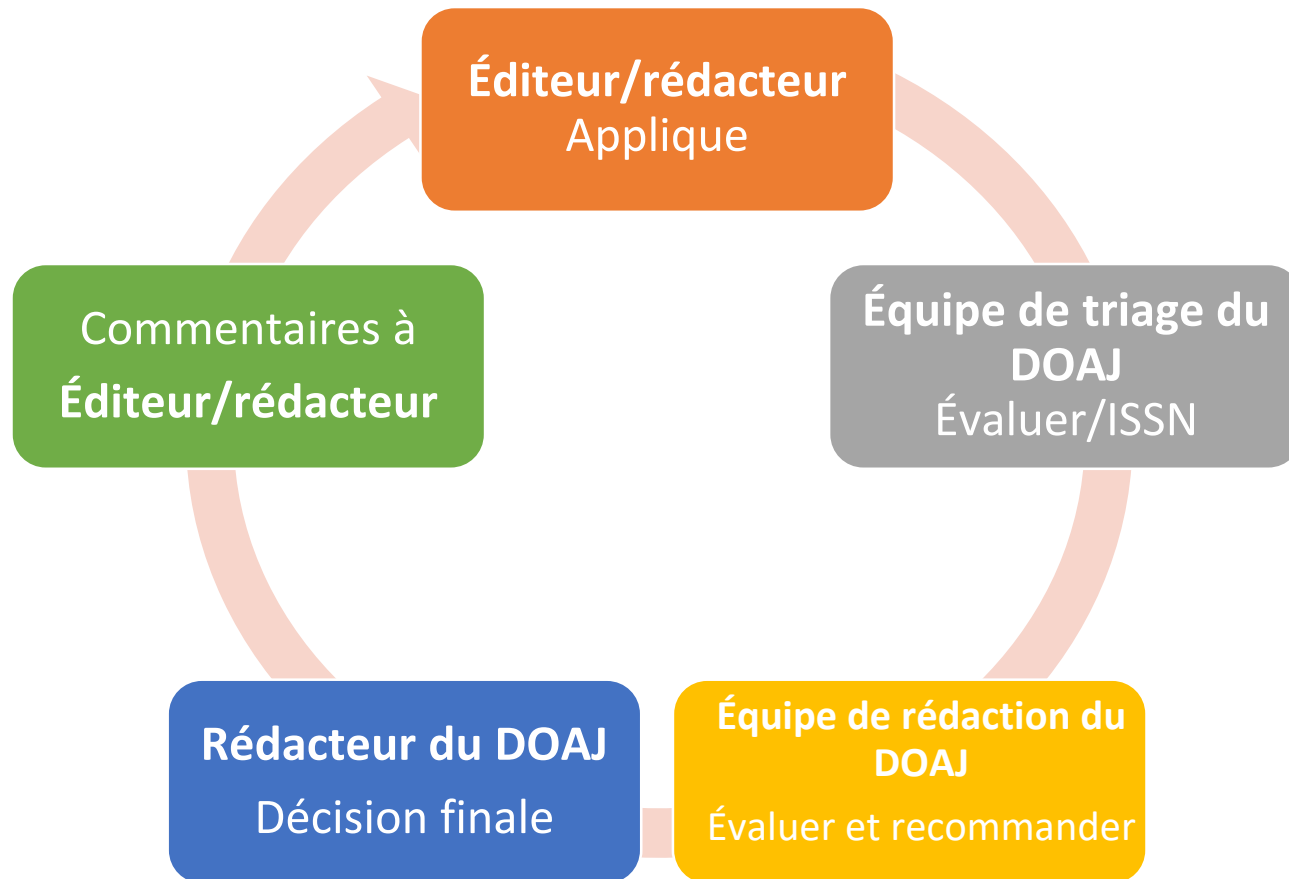 Éditeur/rédacteur
Applique
Équipe de triage du
DOAJ
Évaluer/ISSN
Équipe de rédaction du
DOAJ
Évaluer et recommander
Rédacteur du DOAJ
Décision finale
Commentaires à
Éditeur/rédacteur